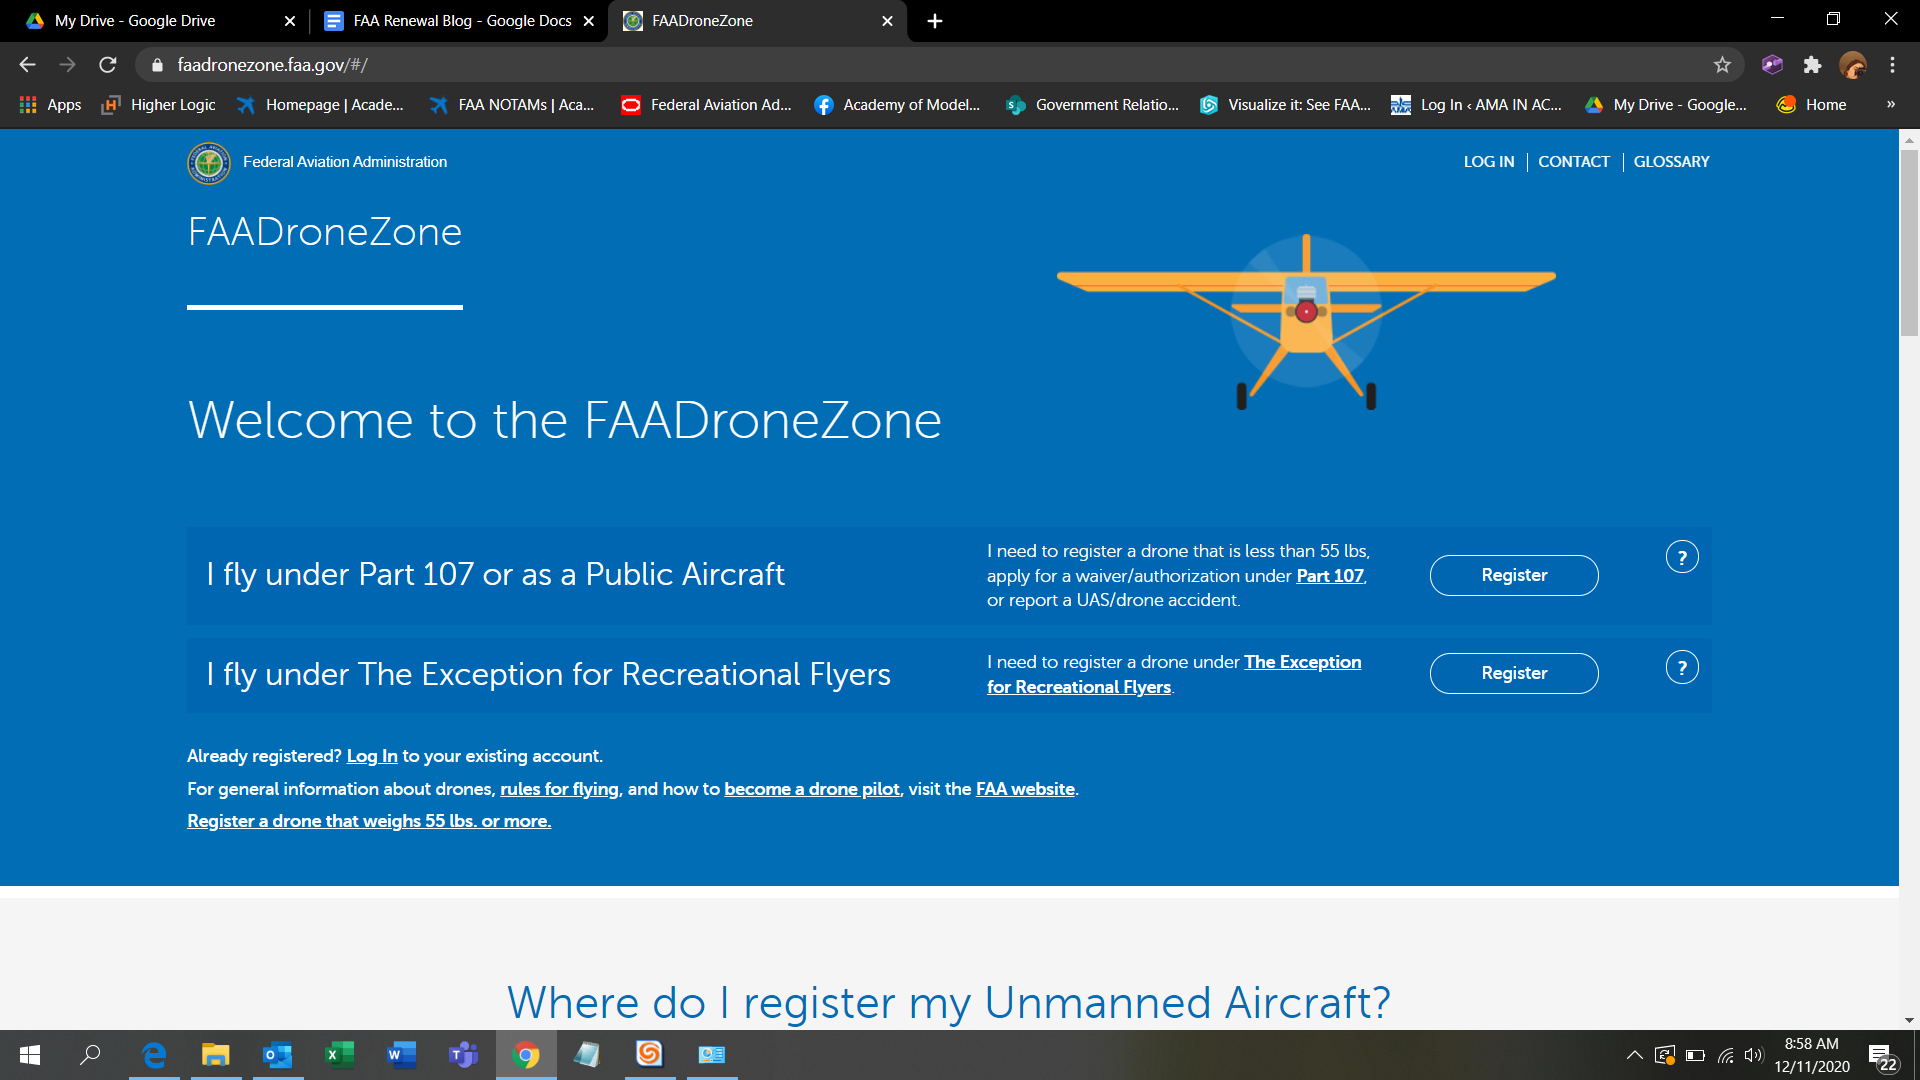 My Drive - Google Drive
FAA Renewal Blog - Google Docs
FAADroneZone
faadronezone.faa.gov/#/
Apps
Higher Logic
Homepage | Acade...
FAA NOTAMs | Aca...
Federal Aviation Ad...
Academy of Model...
Government Relatio...
Visualize it: See FAA...
Log In ‹ AMA IN AC...
My Drive - Google...
Home
»
Federal Aviation Administration
LOG IN | CONTACT | GLOSSARY
FAADroneZone
Welcome to the FAADroneZone
I fly under Part 107 or as a Public Aircraft
I need to register a drone that is less than 55 lbs,
apply for a waiver/authorization under Part 107,
or report a UAS/drone accident.
Register
?
I fly under The Exception for Recreational Flyers
I need to register a drone under The Exception
for Recreational Flyers.
Register
?
Already registered? Log In to your existing account.
For general information about drones, rules for flying, and how to become a drone pilot, visit the FAA website.
Register a drone that weighs 55 lbs. or more.
Where do I register my Unmanned Aircraft?
8:58 AM
12/11/2020
22